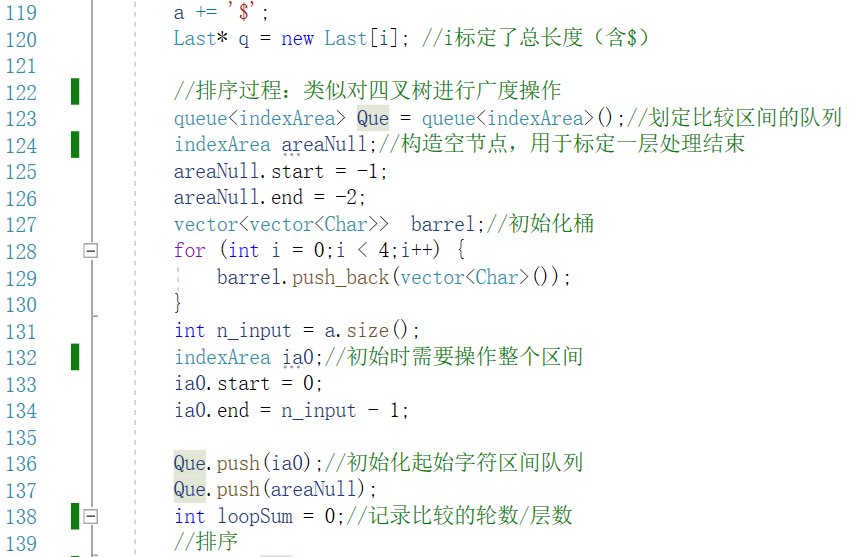 119 a += '$';
120 Last* q = new Last[i]; //i标定了总长度（含$）
121
122 //排序过程：类似对四叉树进行广度操作
123 queue<indexArea> Que = queue<indexArea>();//划定比较区间的队列
124 indexArea areaNull;//构造空节点，用于标定一层处理结束
125 areaNull.start = -1;
126 areaNull.end = -2;
127 vector<vector<Char>>  barrel;//初始化桶
128 for (int i = 0;i < 4;i++) {
129 barrel.push_back(vector<Char>());
130 }
131 int n_input = a.size();
132 indexArea ia0;//初始时需要操作整个区间
133 ia0.start = 0;
134 ia0.end = n_input - 1;
135
136 Que.push(ia0);//初始化起始字符区间队列
137 Que.push(areaNull);
138 int loopSum = 0;//记录比较的轮数/层数
139 //排序